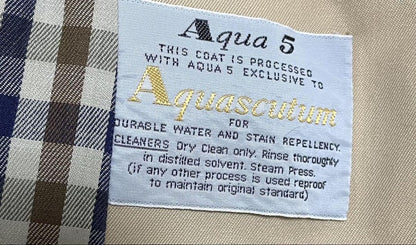 Aqua 5
THIS COAT IS PROCESSED
WITH AQUA 5 EXCLUSIVE TO
Aquascutum
FOR
DURABLE WATER AND STAIN REPELLENCY.
CLEANERS Dry Clean only. Rinse thoroughly
in distilled solvent. Steam Press.
(if any other process is used reproof
to maintain original standard)